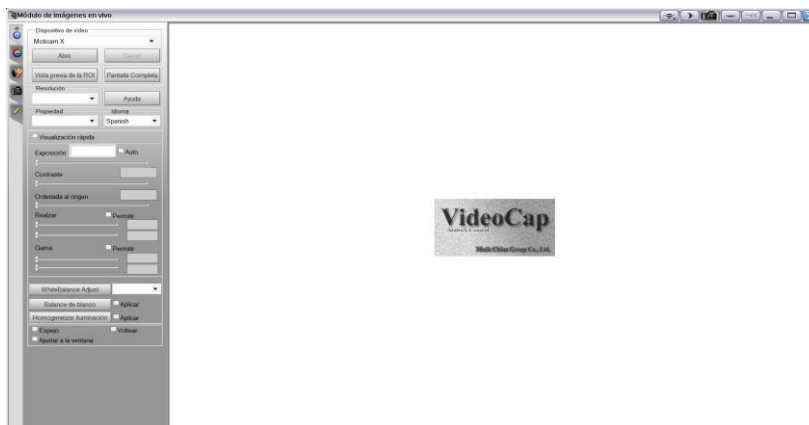 Módulo de imágenes en vivo
Dispositivo de vídeo
Moticam X
Abrir
Cerrar
Vista previa de la ROI
Pantalla Completa
Resolución
Ayuda
Propiedad
Idioma
Spanish
Visualización rápida
Exposición
Auto
Contraste
Ordenada al origen
Realzar
Permitir
Gama
Permitir
WhiteBalance Adjust
Balance de blanco
Aplicar
Homogeneizar iluminación
Aplicar
Espejo
Voltear
Ajustar a la ventana
VideoCap
ActiveX Control
Motic China Group Co., Ltd.